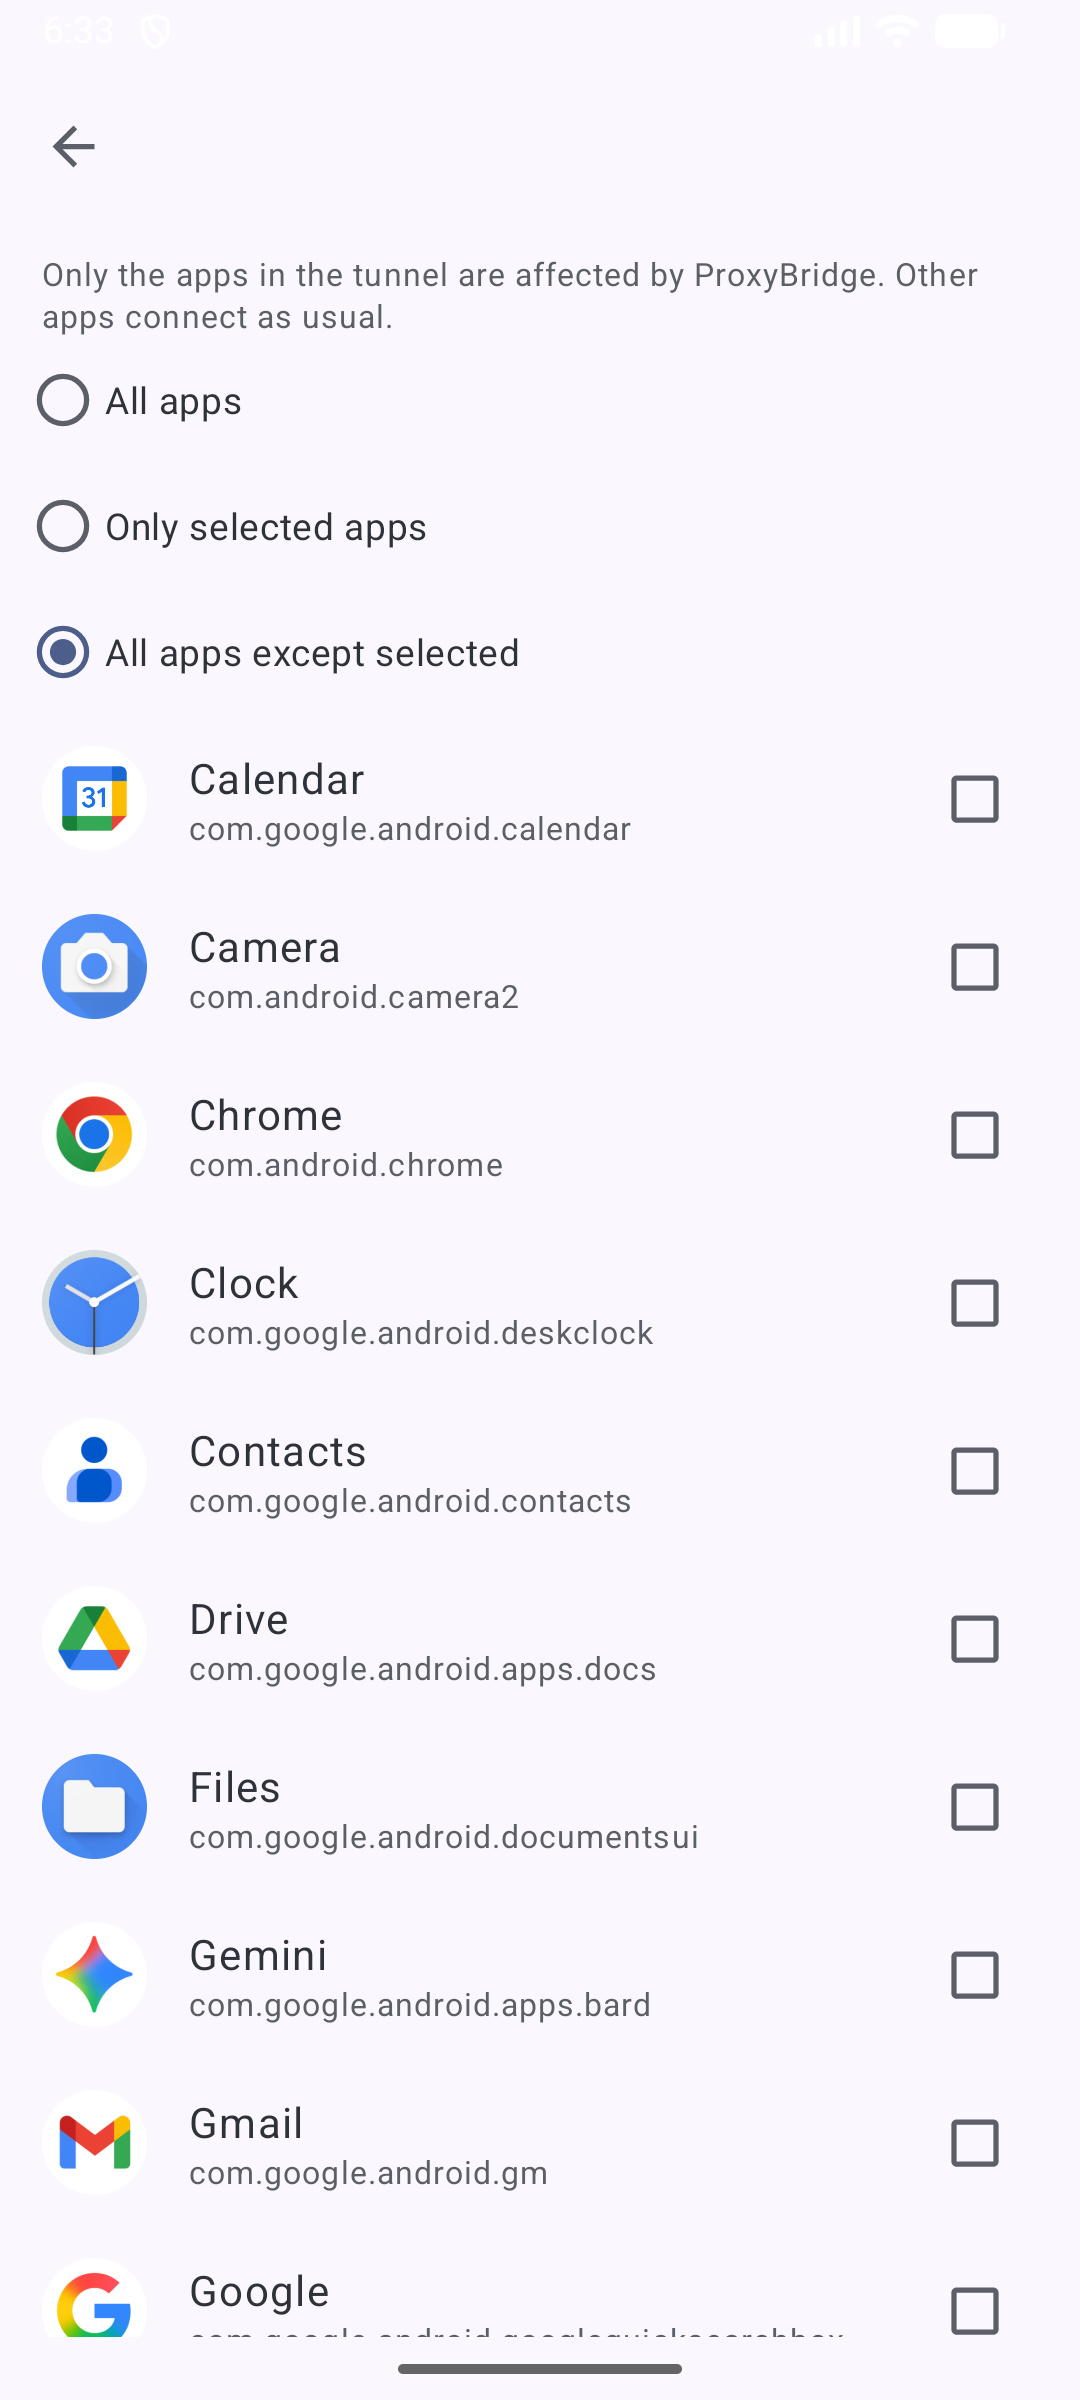 6:33
Only the apps in the tunnel are affected by ProxyBridge. Other
apps connect as usual.
All apps
Only selected apps
All apps except selected
31
Calendar
com.google.android.calendar
Camera
com.android.camera2
Chrome
com.android.chrome
Clock
com.google.android.deskclock
Contacts
com.google.android.contacts
Drive
com.google.android.apps.docs
Files
com.google.android.documentsui
Gemini
com.google.android.apps.bard
Gmail
com.google.android.gm
Google